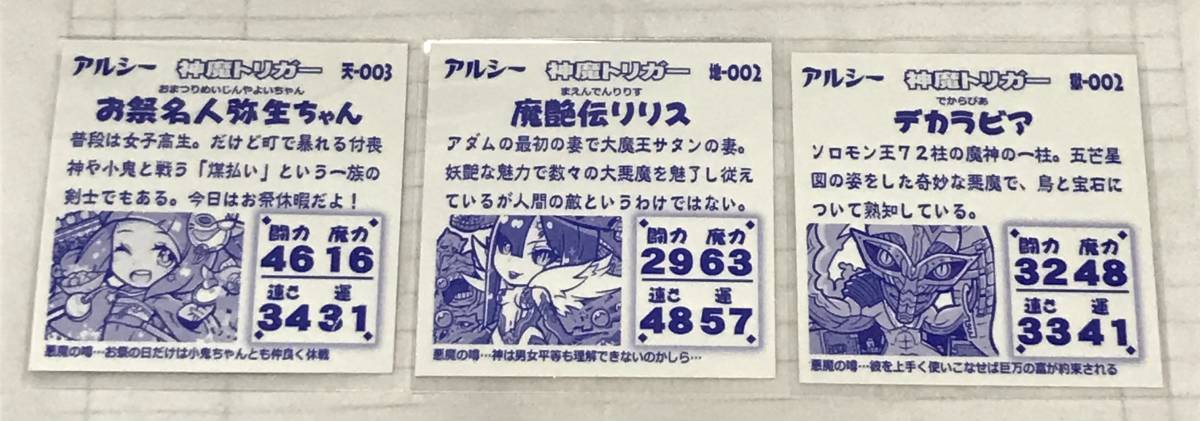 アルシー 神魔トリガー 天-003
おまつりめいじんやよいちゃん
お祭名人弥生ちゃん
普段は女子高生。だけど町で暴れる付喪
神や小鬼と戦う「煤払い」という一族の
剣士でもある。今日はお祭休暇だよ！
闘力 魔力
46 16
速さ 運
34 31
悪魔の噂…お祭の日だけは小鬼ちゃんとも仲良く休戦
アルシー 神魔トリガー 地-002
まえんでんりりす
魔艶伝リリス
アダムの最初の妻で大魔王サタンの妻。
妖艶な魅力で数々の大悪魔を魅了し従え
ているが人間の敵というわけではない。
闘力 魔力
29 63
速さ 運
48 57
悪魔の噂…神は男女平等も理解できないのかしら…
アルシー 神魔トリガー 獄-002
でからびあ
デカラビア
ソロモン王７２柱の魔神の一柱。五芒星
図の姿をした奇妙な悪魔で、鳥と宝石に
ついて熟知している。
闘力 魔力
32 48
速さ 運
33 41
悪魔の噂…彼を上手く使いこなせば巨万の富が約束される